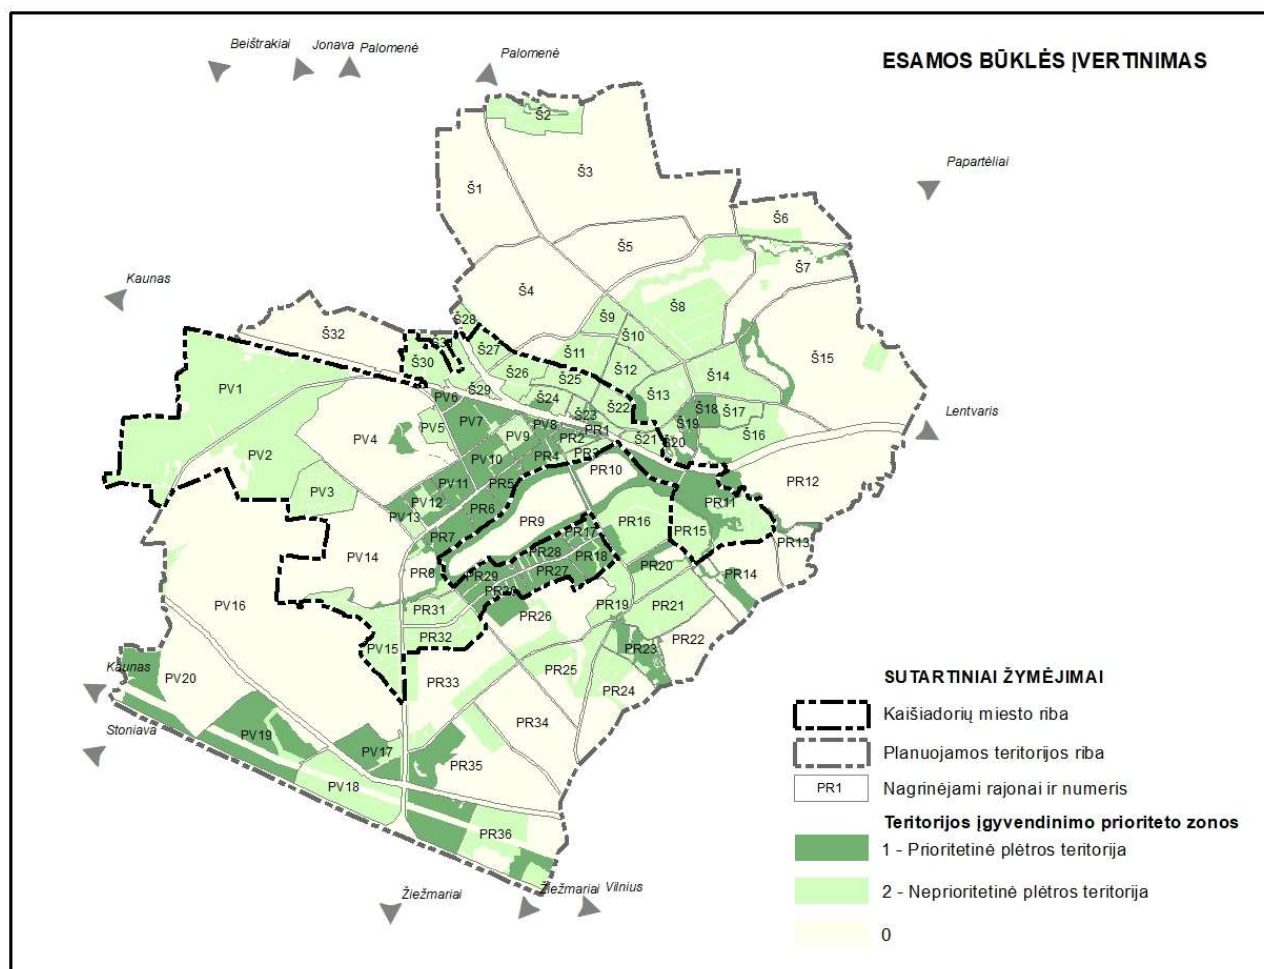 Beištrakiai
Jonava
Palomenė
Palomenė
ESAMOS BŪKLĖS ĮVERTINIMAS
Š2
Papartėliai
Š3
Š1
Š6
Š5
Š7
Kaunas
Š4
Š8
Š28
Š9
Š32
Š10
Š27
Š11
Š15
Š30
Š26
Š12
Š14
PV1
Š25
Š29
Š13
PV6
Š24
Š22
Š18
Š17
Lentvaris
PV5
PV7
Š23
Š19
PV4
PV8
PR1
Š16
PV9
PR2
Š21
Š20
PV2
PV10
PR4
PR3
PR10
PV3
PV11
PR5
PR12
PV12
PR6
PR11
PV13
PR9
PR16
PR7
PR17
PR15
PR13
PV14
PR28
PR18
PR8
PR29
PR27
PR20
PR14
PV16
PR31
PR26
PR19
PR21
PR32
PR22
PV15
PR23
PR25
Kaunas
PV20
PR33
PR24
SUTARTINIAI ŽYMĖJIMAI
Kaišiadorių miesto riba
Stoniava
PV19
PR34
PV17
Planuojamos teritorijos riba
PR35
PV18
PR1
Nagrinėjami rajonai ir numeris
Teritorijos įgyvendinimo prioriteto zonos
PR36
1 - Prioritetinė plėtros teritorija
Žiežmariai
Žiežmariai
Vilnius
2 - Neprioritetinė plėtros teritorija
0